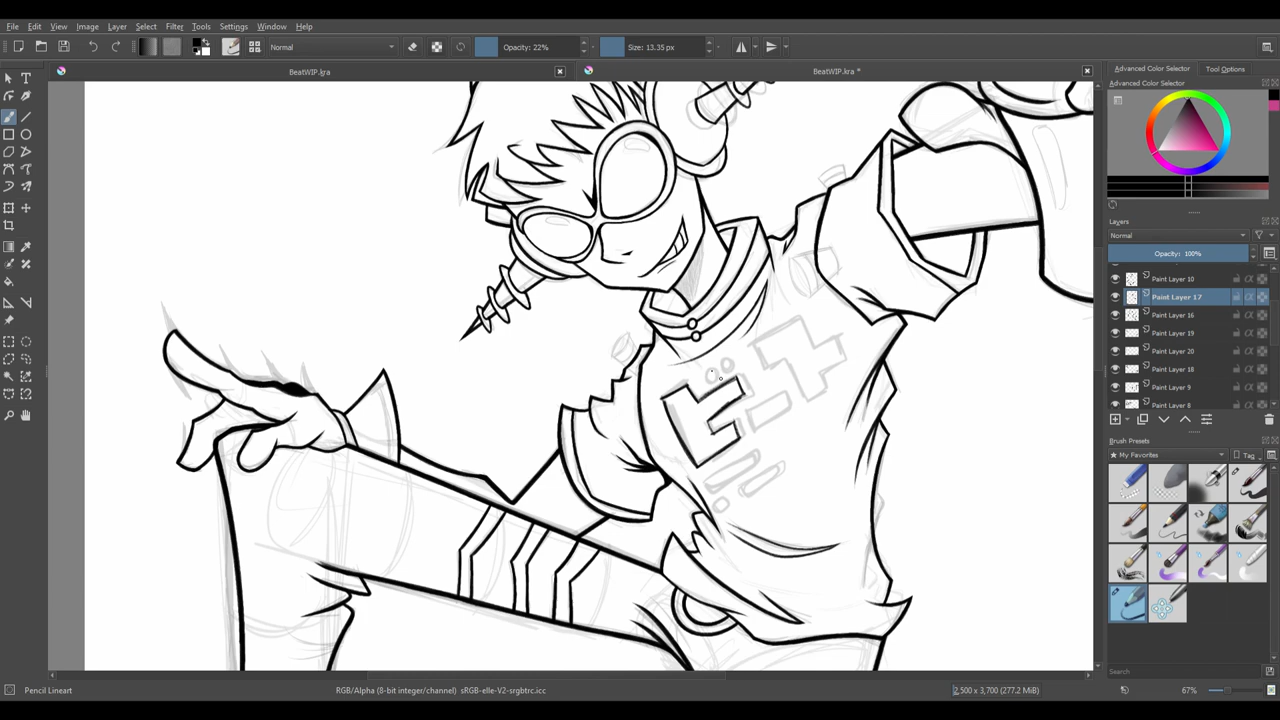 File Edit View Image Layer Select Filter Tools Settings Window Help
Normal Opacity: 22% Size: 13.35 px
BeatWIP.kra BeatWIP.kra *
Advanced Color Selector Tool Options
Advanced Color Selector
Layers
Normal
Opacity: 100%
Paint Layer 10
Paint Layer 17
Paint Layer 16
Paint Layer 19
Paint Layer 20
Paint Layer 18
Paint Layer 9
Paint Layer 8
Brush Presets
My Favorites Tag
Search
Pencil Lineart RGB/Alpha (8-bit integer/channel) sRGB-elle-V2-srgbtrc.icc 2,500 x 3,700 (277.2 MiB) 67%